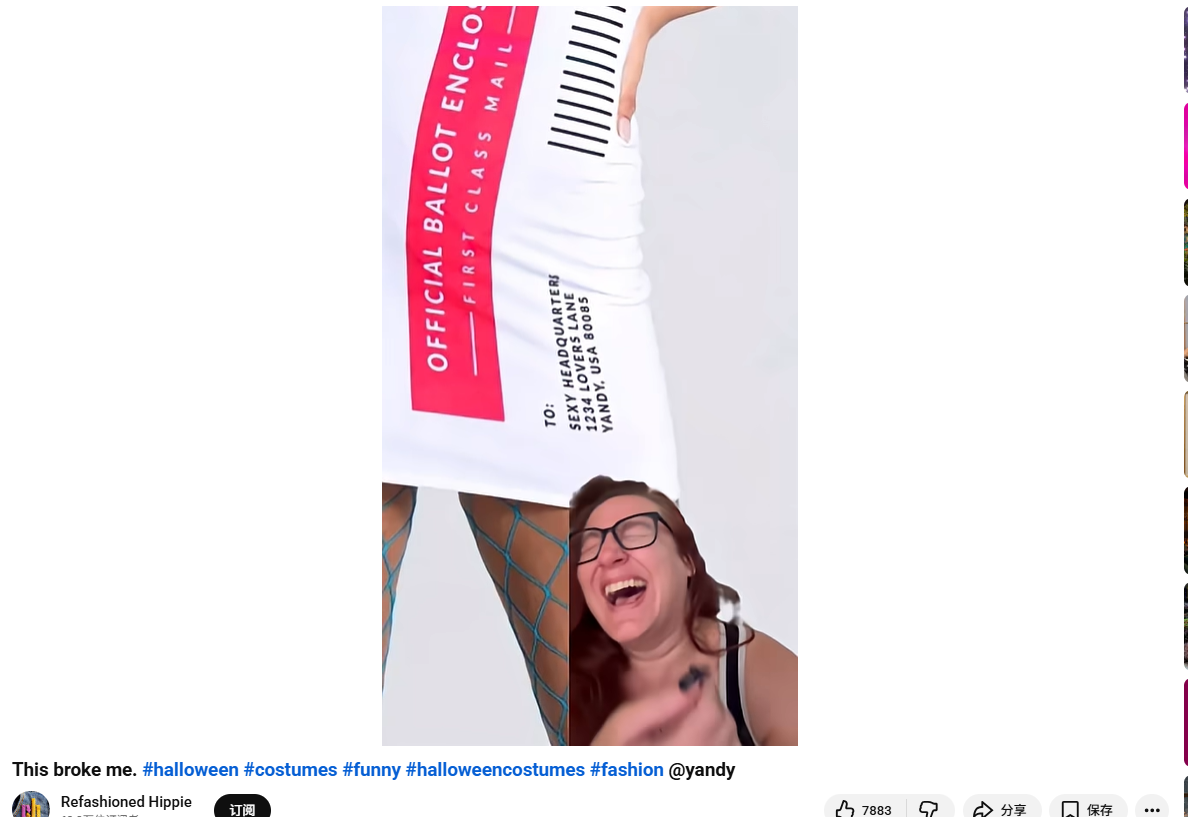 OFFICIAL BALLOT ENCLOS
FIRST CLASS MAIL
TO:
SEXY HEADQUARTERS
1234 LOVERS LANE
YANDY, USA 80085
This broke me. #halloween #costumes #funny #halloweencostumes #fashion @yandy
Refashioned Hippie
订阅
7883
分享
保存